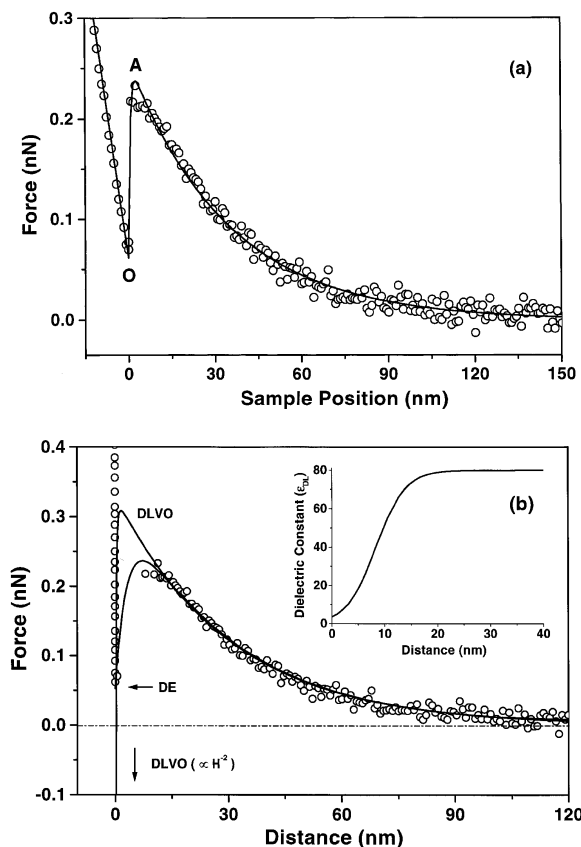 (a)
A
O
Force (nN)
0.3
0.2
0.1
0.0
0 30 60 90 120 150
Sample Position (nm)
(b)
DLVO
DE
DLVO (∝ H⁻²)
Force (nN)
0.4
0.3
0.2
0.1
0.0
-0.1
0 30 60 90 120
Distance (nm)
Dielectric Constant (ε_DL)
80
60
40
20
0
0 10 20 30 40
Distance (nm)